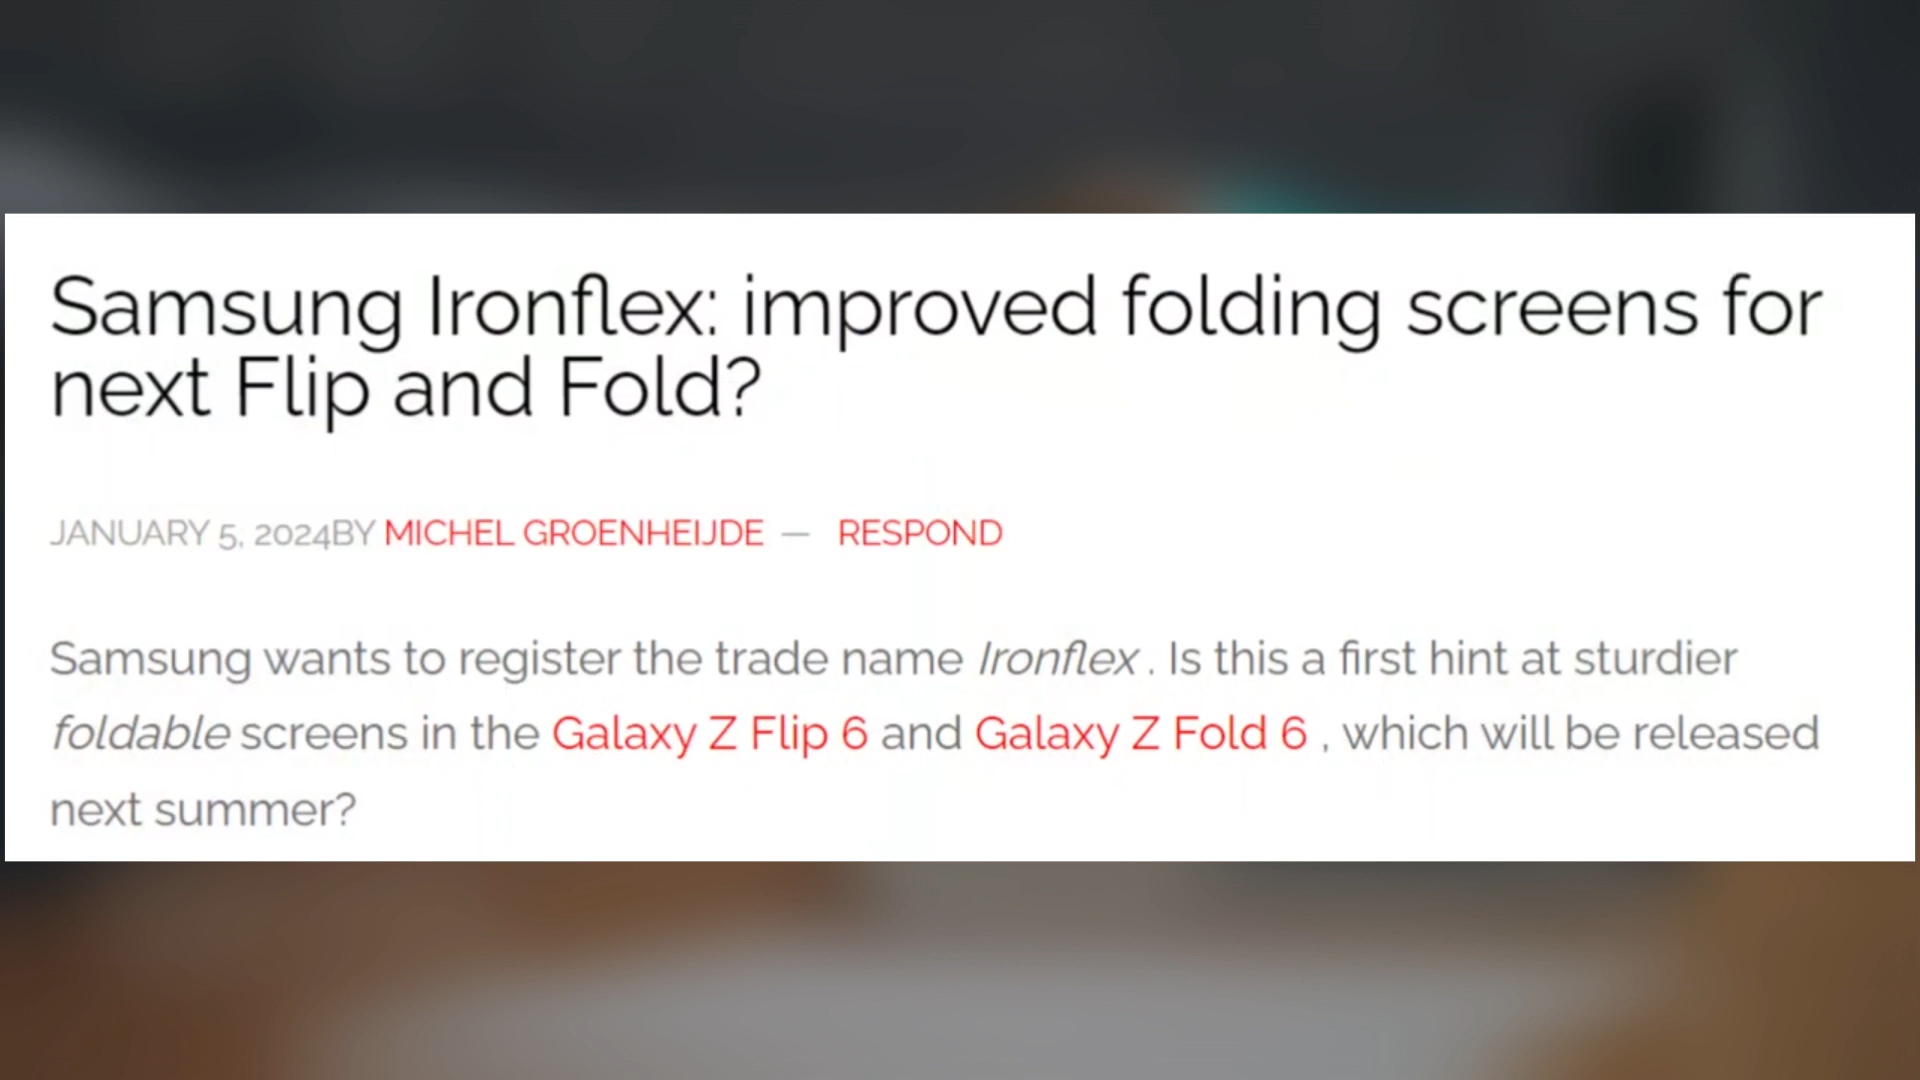 Samsung Ironflex: improved folding screens for
next Flip and Fold?
JANUARY 5, 2024BY MICHEL GROENHEIJDE — RESPOND
Samsung wants to register the trade name Ironflex . Is this a first hint at sturdier
foldable screens in the Galaxy Z Flip 6 and Galaxy Z Fold 6 , which will be released
next summer?